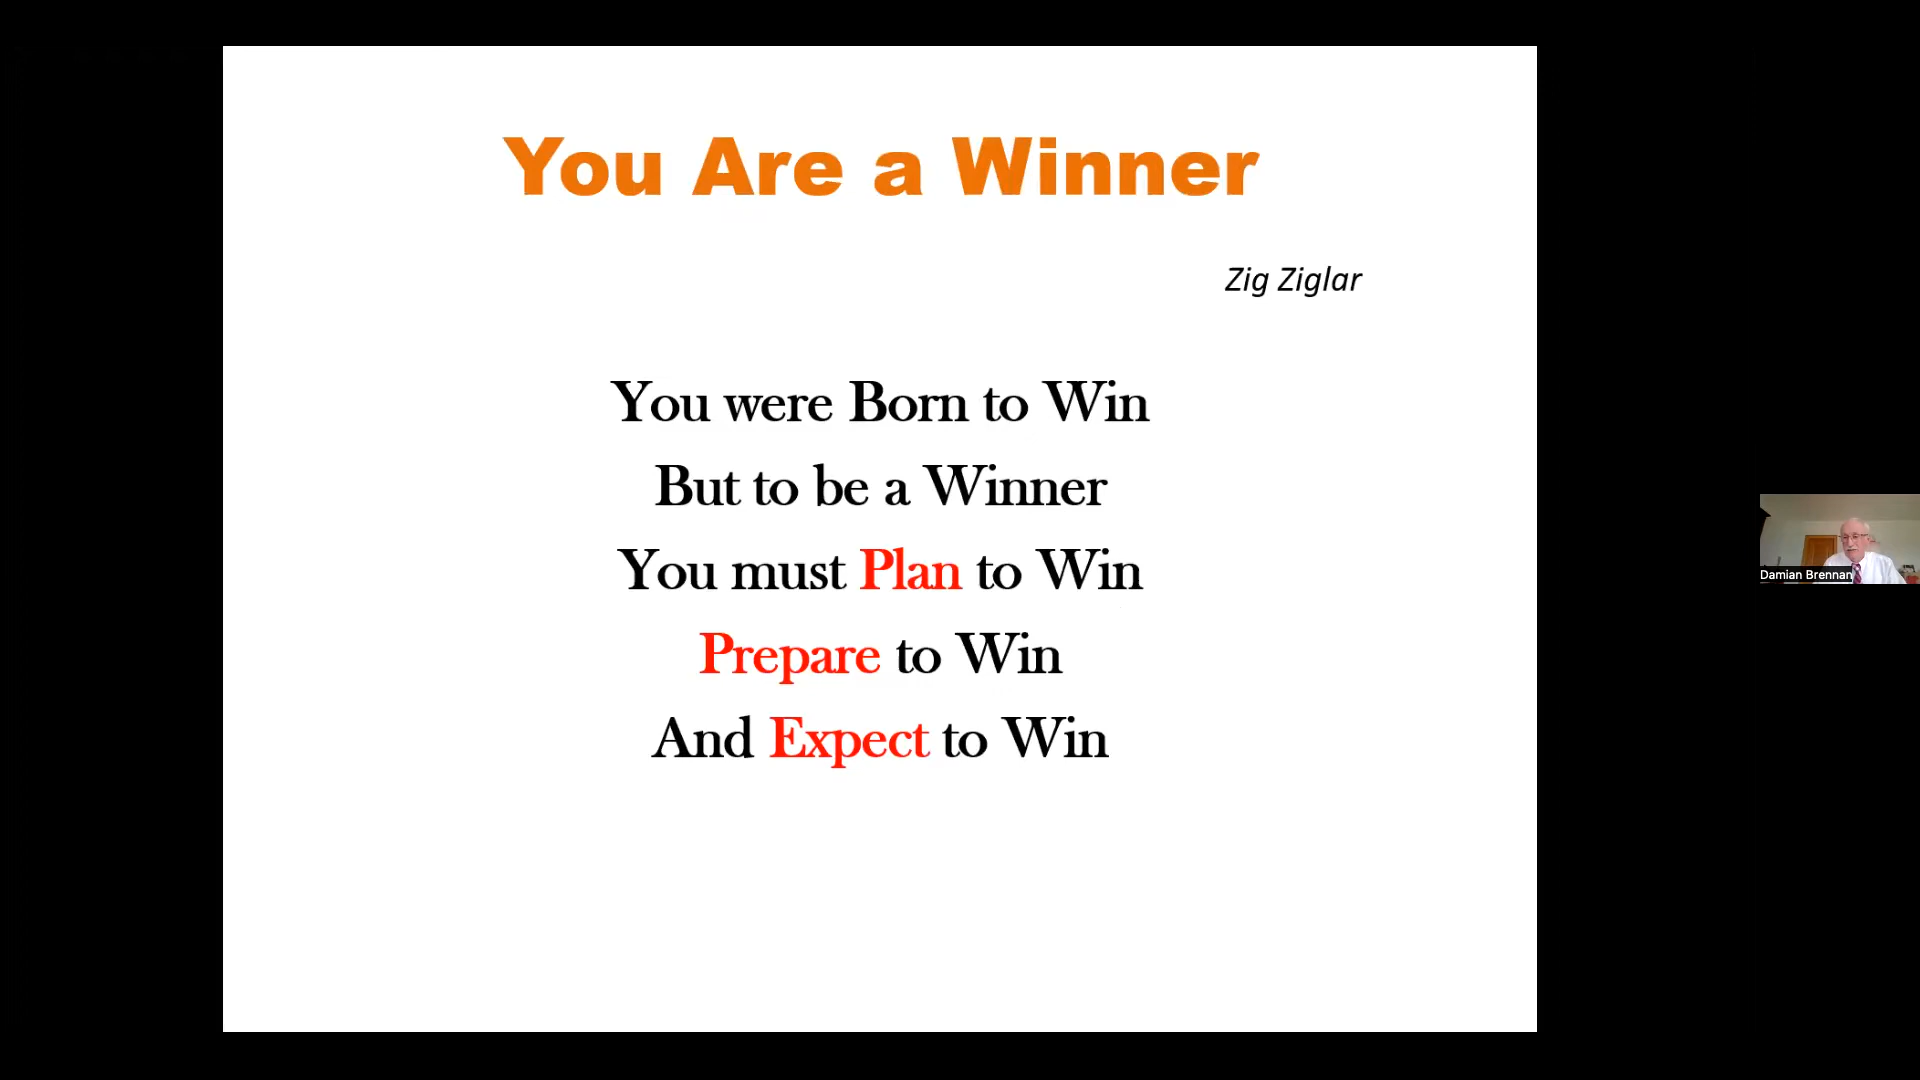 You Are a Winner
Zig Ziglar
You were Born to Win
But to be a Winner
You must Plan to Win
Prepare to Win
And Expect to Win
Damian Brennan